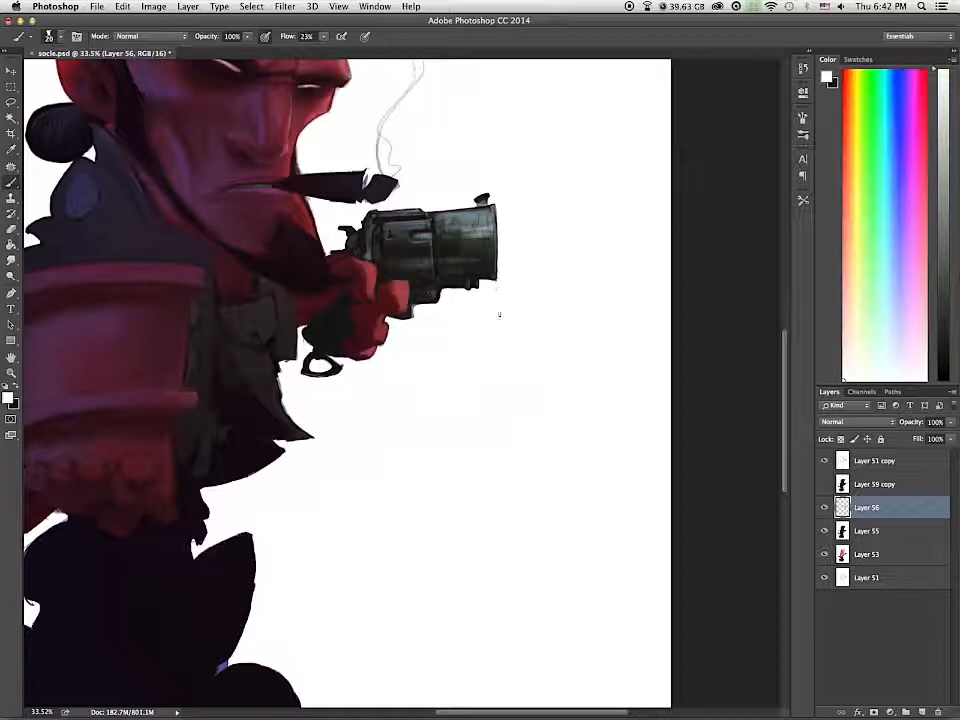 Photoshop File Edit Image Layer Type Select Filter 3D View Window Help 39.63 GB Thu 6:42 PM
Adobe Photoshop CC 2014
20 Mode: Normal Opacity: 100% Flow: 23% Essentials
socle.psd @ 33.5% (Layer 56, RGB/16) *
Color Swatches
Layers Channels Paths
Kind
Normal Opacity: 100%
Lock: Fill: 100%
Layer 51 copy
Layer 59 copy
Layer 56
Layer 55
Layer 53
Layer 51
33.52% Doc: 182.7M/801.1M